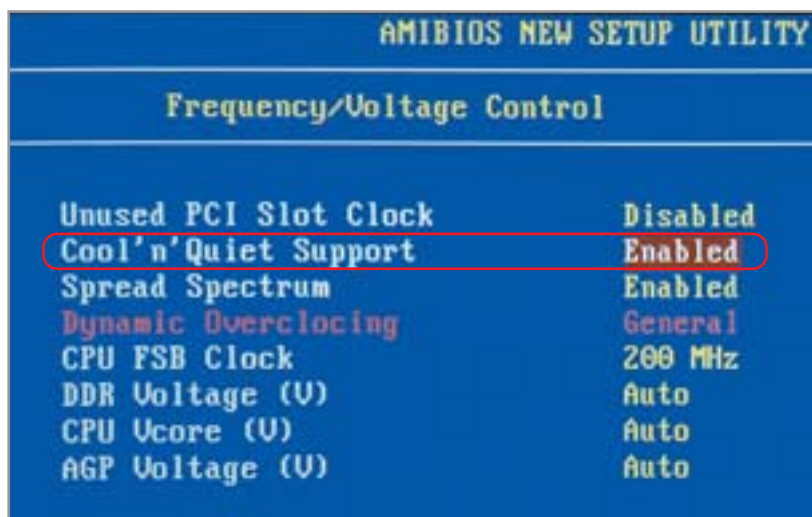 AMIBIOS NEW SETUP UTILITY
Frequency/Voltage Control
Unused PCI Slot Clock Disabled
Cool'n'Quiet Support Enabled
Spread Spectrum Enabled
Dynamic Overclocing General
CPU FSB Clock 200 MHz
DDR Voltage (V) Auto
CPU Vcore (V) Auto
AGP Voltage (V) Auto